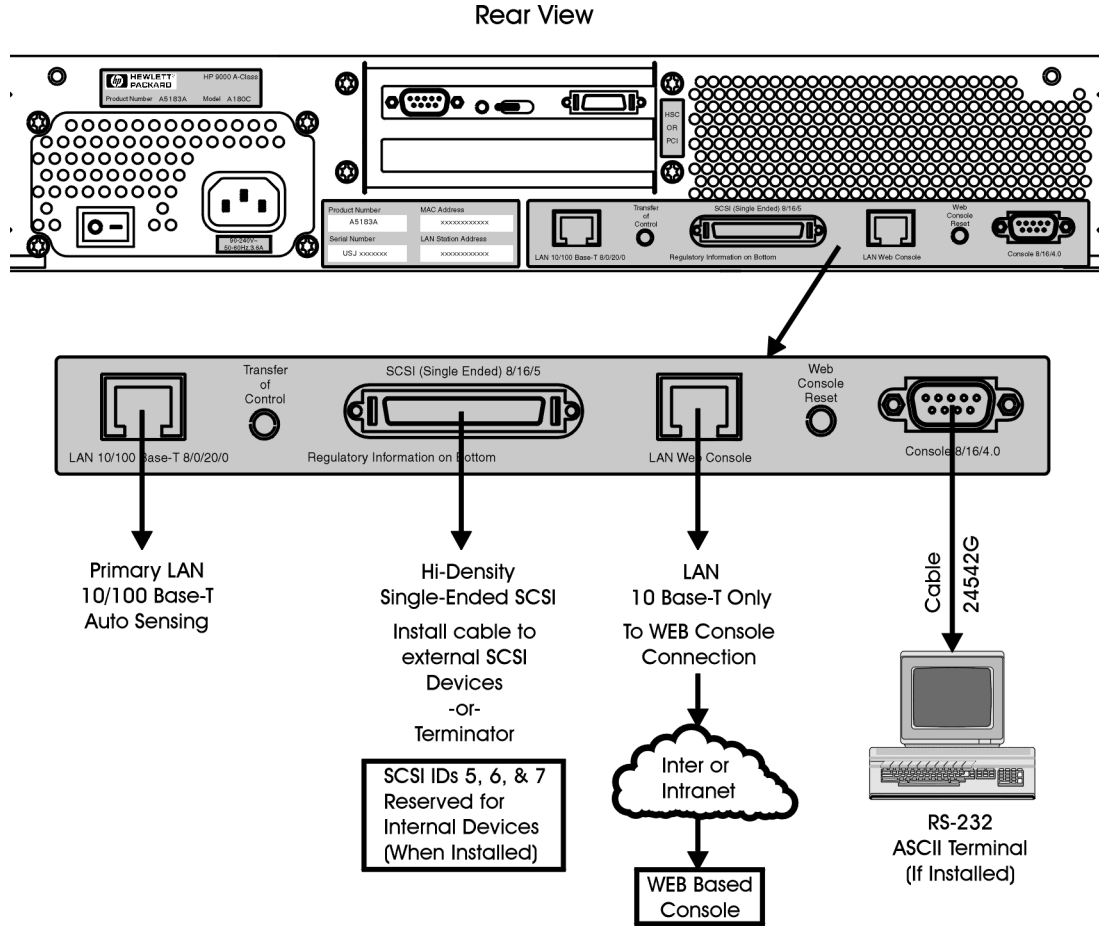 Rear View
hp HEWLETT® PACKARD
HP 9000 A-Class
Product Number A5183A Model A180C
HSC
OR
PCI
90-240V~
50-60Hz,3.6A
Product Number
A5183A
MAC Address
xxxxxxxxxxxx
Serial Number
USJ xxxxxxx
LAN Station Address
xxxxxxxxxxxx
LAN 10/100 Base-T 8/0/20/0
Transfer
of
Control
SCSI (Single Ended) 8/16/5
Regulatory Information on Bottom
LAN Web Console
Web
Console
Reset
Console 8/16/4.0
LAN 10/100 Base-T 8/0/20/0
Transfer
of
Control
SCSI (Single Ended) 8/16/5
Regulatory Information on Bottom
LAN Web Console
Web
Console
Reset
Console 8/16/4.0
Primary LAN
10/100 Base-T
Auto Sensing
Hi-Density
Single-Ended SCSI
Install cable to
external SCSI
Devices
-or-
Terminator
SCSI IDs 5, 6, & 7
Reserved for
Internal Devices
(When Installed)
LAN
10 Base-T Only
To WEB Console
Connection
Inter or
Intranet
WEB Based
Console
Cable
24542G
RS-232
ASCII Terminal
(If Installed)